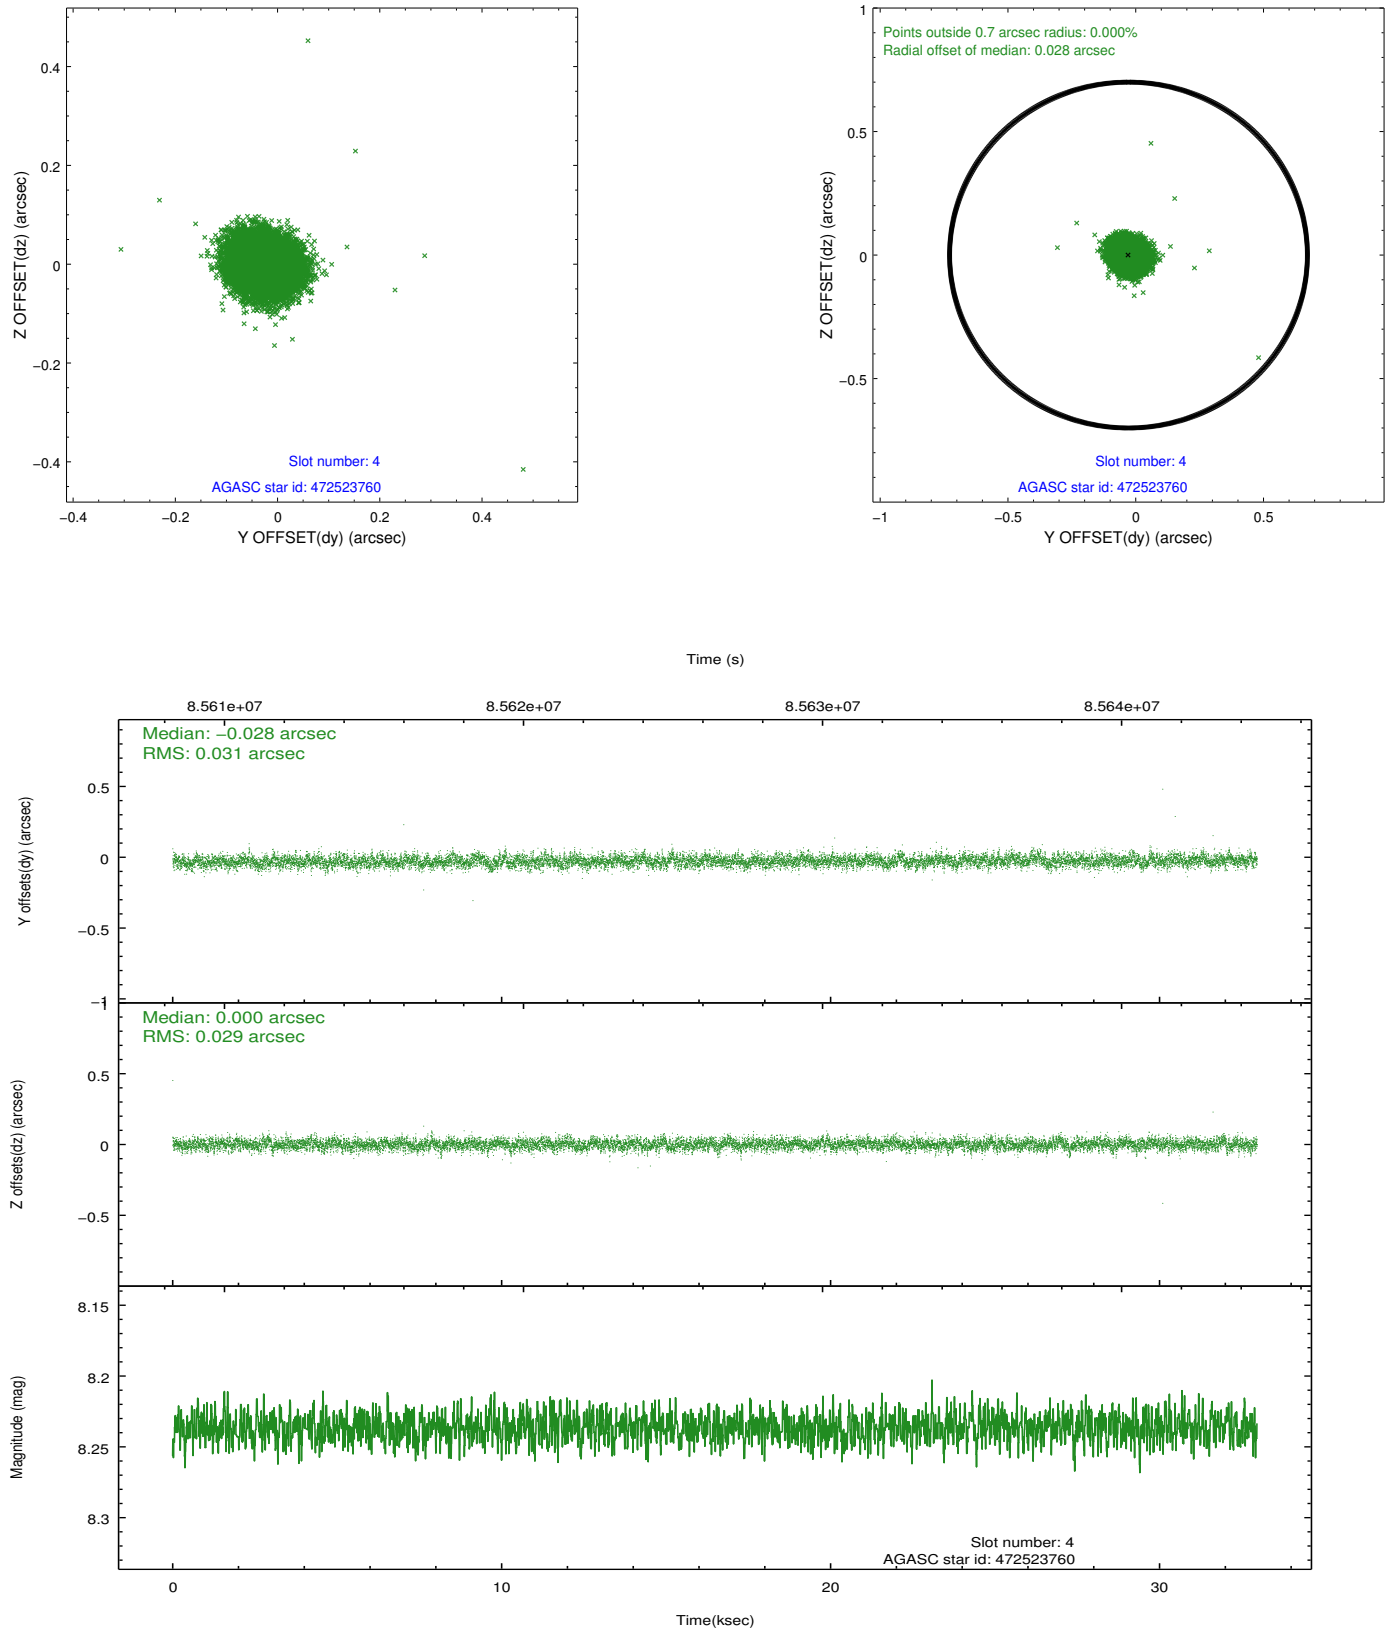 0.4
0.2
0
−0.2
−0.4
Z OFFSET(dz) (arcsec)
Slot number: 4
AGASC star id: 472523760
−0.4 −0.2 0 0.2 0.4
Y OFFSET(dy) (arcsec)
1
0.5
0
−0.5
Z OFFSET(dz) (arcsec)
Points outside 0.7 arcsec radius: 0.000%
Radial offset of median: 0.028 arcsec
Slot number: 4
AGASC star id: 472523760
−1 −0.5 0 0.5
Y OFFSET(dy) (arcsec)
Time (s)
8.561e+07 8.562e+07 8.563e+07 8.564e+07
Median: −0.028 arcsec
RMS: 0.031 arcsec
0.5
0
−0.5
−1
Y offsets(dy) (arcsec)
1
Median: 0.000 arcsec
RMS: 0.029 arcsec
0.5
0
−0.5
Z offsets(dz) (arcsec)
8.15
8.2
8.25
8.3
Magnitude (mag)
Slot number: 4
AGASC star id: 472523760
0 10 20 30
Time(ksec)